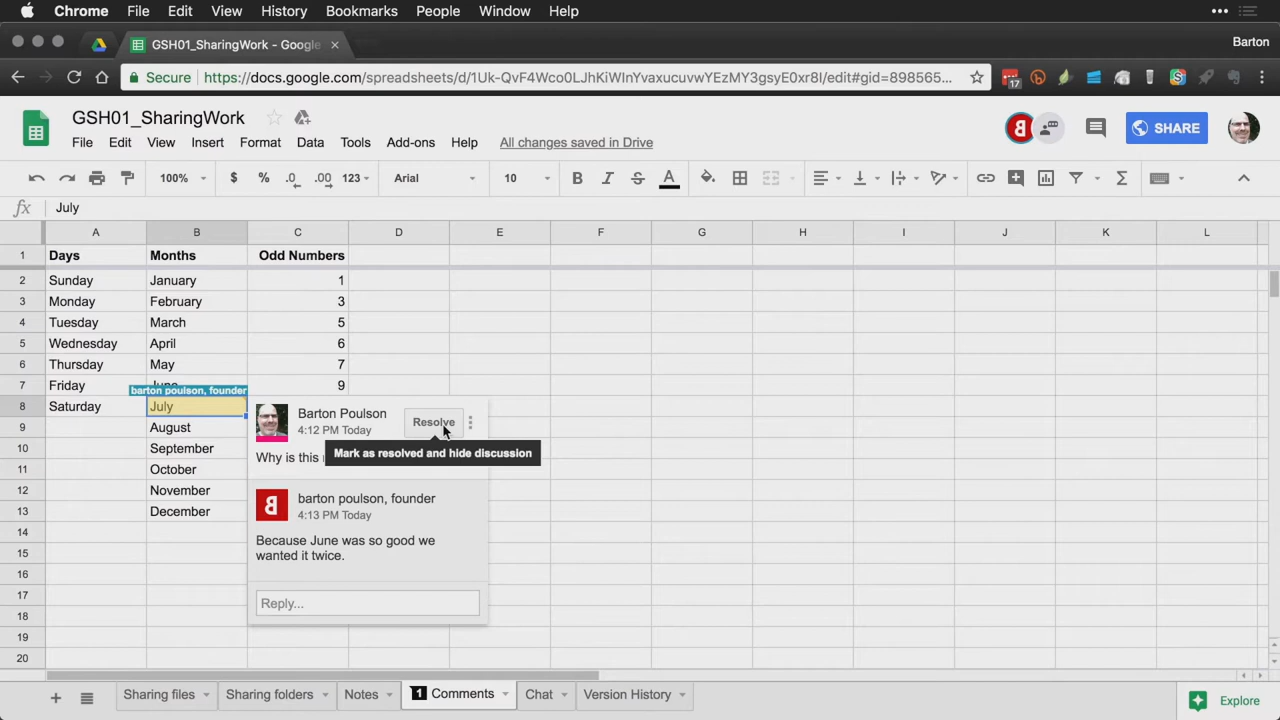 Chrome File Edit View History Bookmarks People Window Help
GSH01_SharingWork - Google
Barton
Secure https://docs.google.com/spreadsheets/d/1Uk-QvF4Wco0LJhKiWInYvaxucuvwYEzMY3gsyE0xr8I/edit#gid=898565...
17
GSH01_SharingWork
SHARE
File Edit View Insert Format Data Tools Add-ons Help All changes saved in Drive
100% $ % .0 .00 123 Arial 10 B I S A
fx July
A B C D E F G H I J K L
1 Days Months Odd Numbers
2 Sunday January 1
3 Monday February 3
4 Tuesday March 5
5 Wednesday April 6
6 Thursday May 7
7 Friday June 9
barton poulson, founder
8 Saturday July
9 August
10 September
11 October
12 November
13 December
14
15
16
17
18
19
20
Barton Poulson
4:12 PM Today
Resolve
Mark as resolved and hide discussion
Why is this
barton poulson, founder
4:13 PM Today
Because June was so good we
wanted it twice.
Reply...
Sharing files Sharing folders Notes 1 Comments Chat Version History Explore